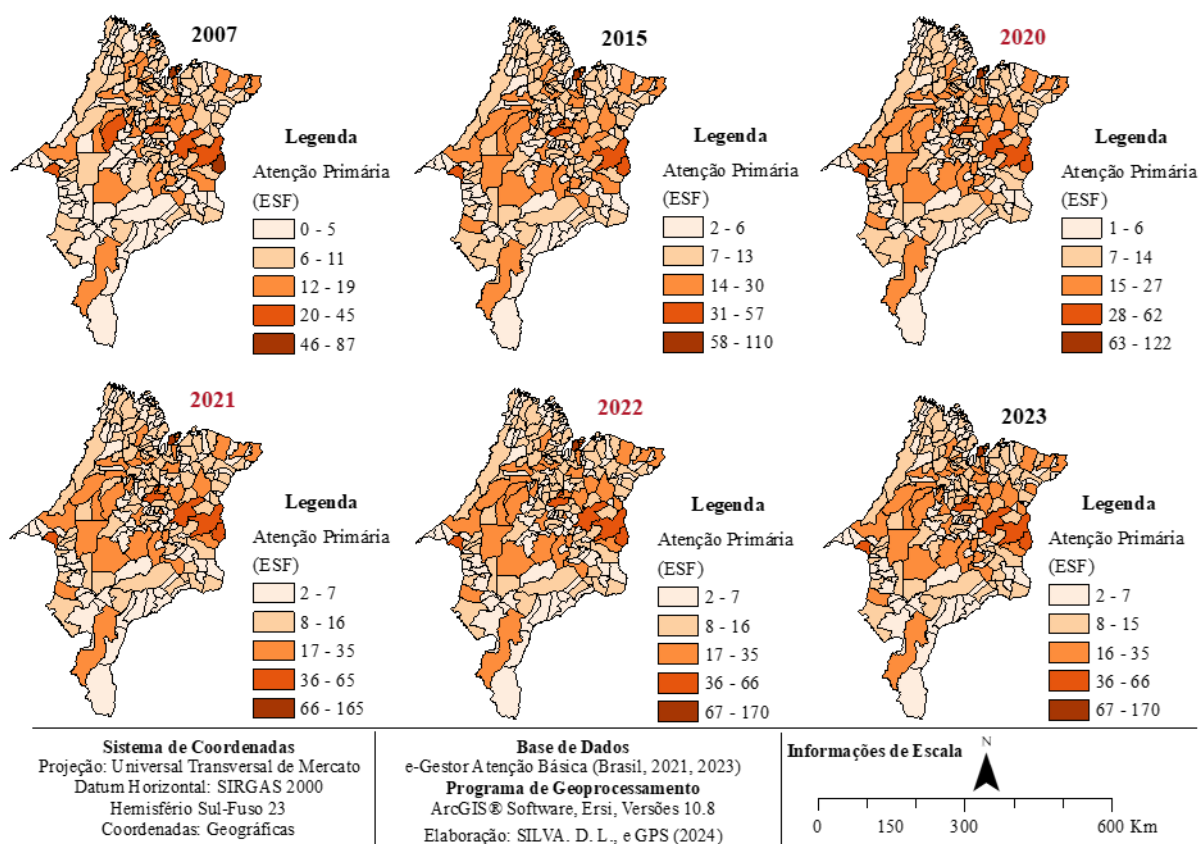 2007
Legenda
Atenção Primária
(ESF)
0 - 5
6 - 11
12 - 19
20 - 45
46 - 87
2015
Legenda
Atenção Primária
(ESF)
2 - 6
7 - 13
14 - 30
31 - 57
58 - 110
2020
Legenda
Atenção Primária
(ESF)
1 - 6
7 - 14
15 - 27
28 - 62
63 - 122
2021
Legenda
Atenção Primária
(ESF)
2 - 7
8 - 16
17 - 35
36 - 65
66 - 165
2022
Legenda
Atenção Primária
(ESF)
2 - 7
8 - 16
17 - 35
36 - 66
67 - 170
2023
Legenda
Atenção Primária
(ESF)
2 - 7
8 - 15
16 - 35
36 - 66
67 - 170
Sistema de Coordenadas
Projeção: Universal Transversal de Mercato
Datum Horizontal: SIRGAS 2000
Hemisfério Sul-Fuso 23
Coordenadas: Geográficas
Base de Dados
e-Gestor Atenção Básica (Brasil, 2021, 2023)
Programa de Geoprocessamento
ArcGIS® Software, Ersi, Versões 10.8
Elaboração: SILVA. D. L., e GPS (2024)
Informações de Escala
N
0 150 300 600 Km